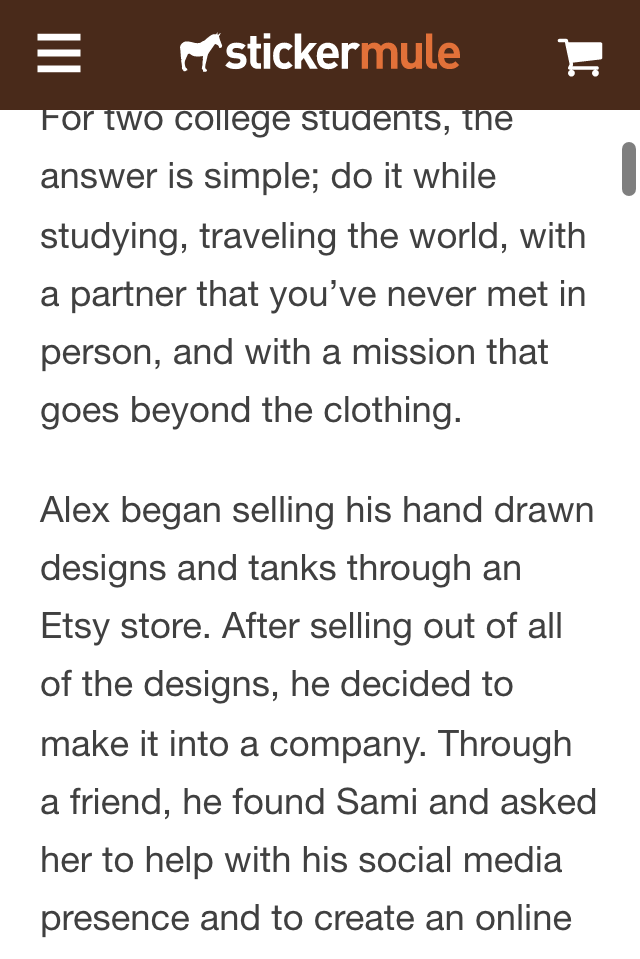 stickermule
For two college students, the
answer is simple; do it while
studying, traveling the world, with
a partner that you’ve never met in
person, and with a mission that
goes beyond the clothing.
Alex began selling his hand drawn
designs and tanks through an
Etsy store. After selling out of all
of the designs, he decided to
make it into a company. Through
a friend, he found Sami and asked
her to help with his social media
presence and to create an online